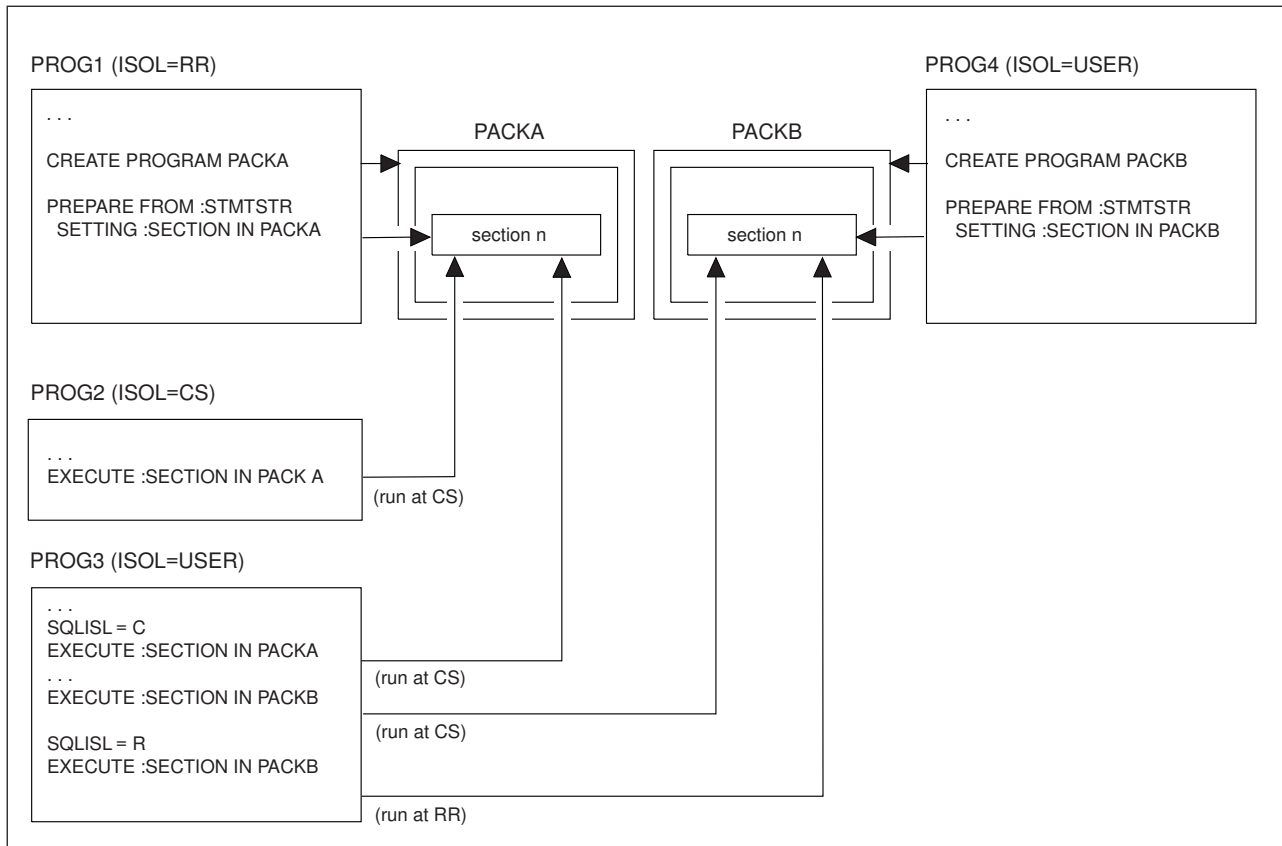 PROG1 (ISOL=RR)
. . .
CREATE PROGRAM PACKA
PREPARE FROM :STMTSTR
SETTING :SECTION IN PACKA
PACKA
section n
PACKB
section n
PROG4 (ISOL=USER)
. . .
CREATE PROGRAM PACKB
PREPARE FROM :STMTSTR
SETTING :SECTION IN PACKB
PROG2 (ISOL=CS)
. . .
EXECUTE :SECTION IN PACK A
(run at CS)
PROG3 (ISOL=USER)
. . .
SQLISL = C
EXECUTE :SECTION IN PACKA
. . .
EXECUTE :SECTION IN PACKB
SQLISL = R
EXECUTE :SECTION IN PACKB
(run at CS)
(run at CS)
(run at RR)